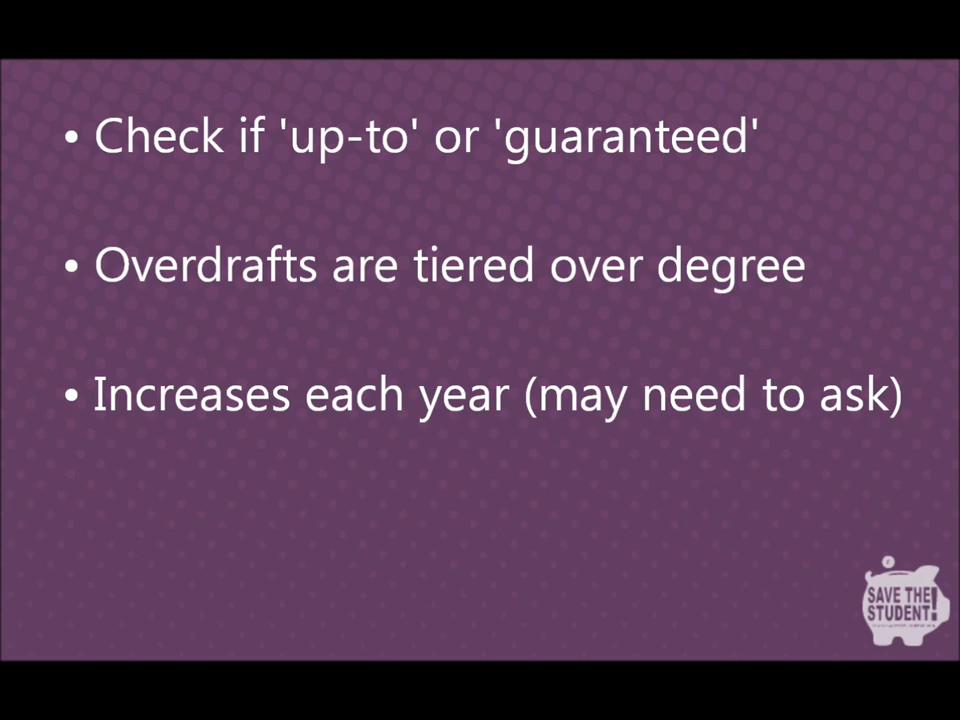 • Check if 'up-to' or 'guaranteed'
• Overdrafts are tiered over degree
• Increases each year (may need to ask)
SAVE THE
STUDENT!